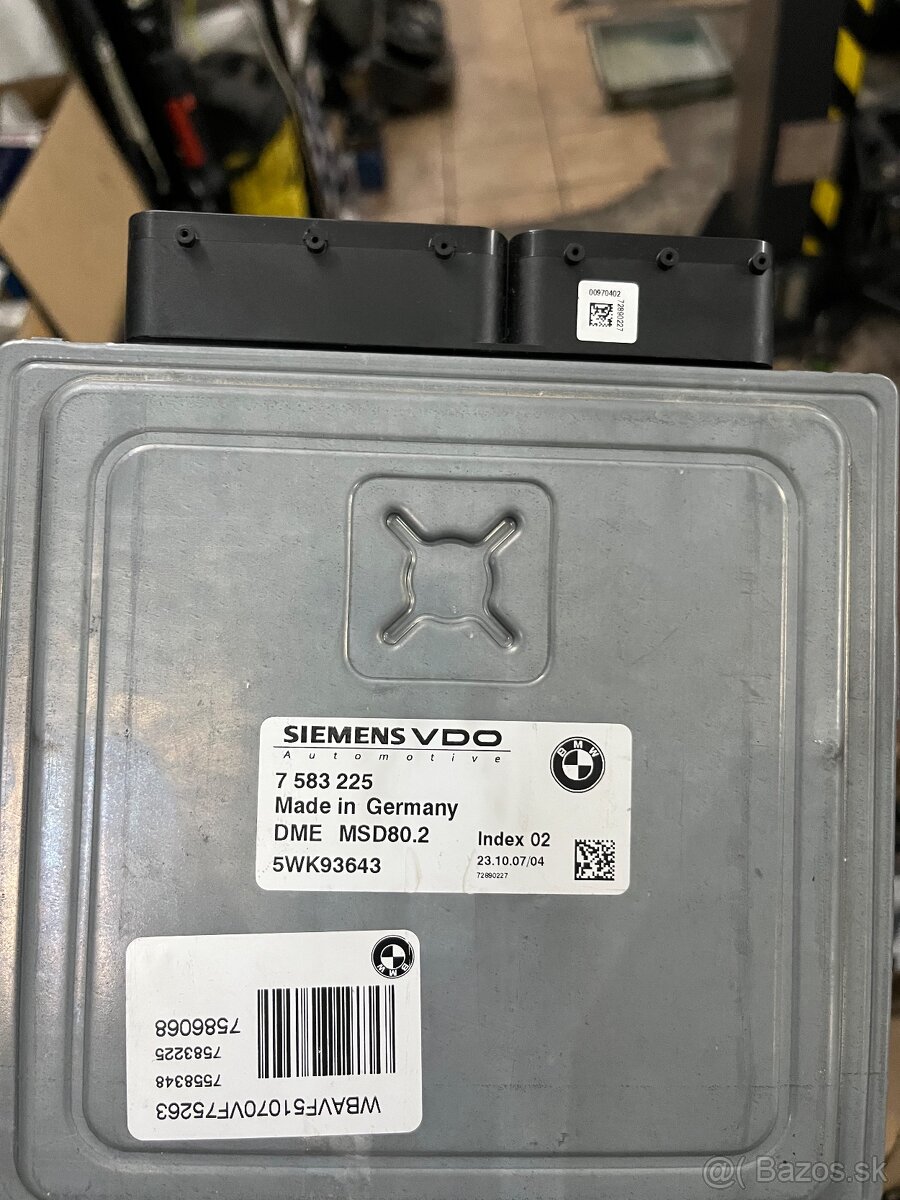 00970402
72890227
SIEMENS VDO
Automotive
BMW
7 583 225
Made in Germany
DME MSD80.2
Index 02
5WK93643
23.10.07/04
72890227
BMW
WBAVF51070VF75263
7558348
7583225
7586068
@( Bazos.sk